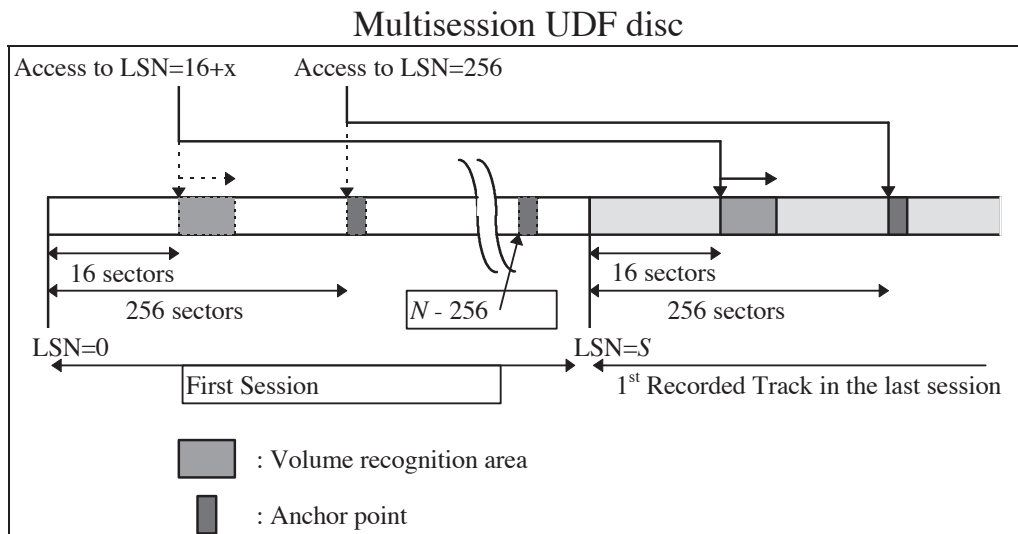 Multisession UDF disc
Access to LSN=16+x
Access to LSN=256
16 sectors
256 sectors
N - 256
16 sectors
256 sectors
LSN=0
LSN=S
First Session
1st Recorded Track in the last session
: Volume recognition area
: Anchor point